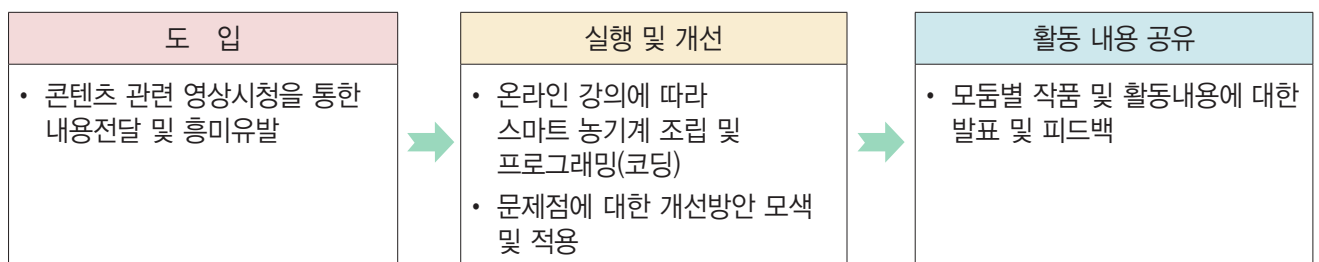 도 입
• 콘텐츠 관련 영상시청을 통한
내용전달 및 흥미유발
실행 및 개선
• 온라인 강의에 따라
스마트 농기계 조립 및
프로그래밍(코딩)
• 문제점에 대한 개선방안 모색
및 적용
활동 내용 공유
• 모둠별 작품 및 활동내용에 대한
발표 및 피드백